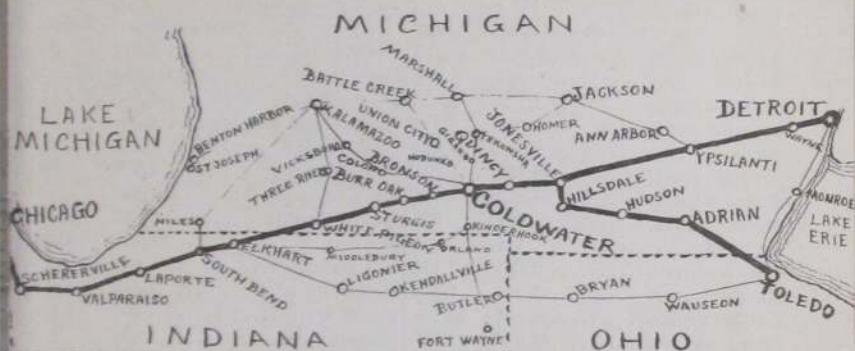 MICHIGAN
LAKE
MICHIGAN
MARSHALL
BATTLE CREEK
JACKSON
DETROIT
BENTON HARBOR
KALAMAZOO
UNION CITY
JONESVILLE
HOMER
ANN ARBOR
WAYNE
ST JOSEPH
VICKSBURG
COLON
BRONSON
GIRARD
QUINCY
TEKONSHA
YPSILANTI
THREE RIVERS
BURR OAK
HILLSDALE
HUDSON
MONROE
CHICAGO
NILES
STURGIS
COLDWATER
ADRIAN
LAKE
ERIE
WHITE PIGEON
KINDERHOOK
ORLAND
ELKHART
MIDDLEBURY
SCHERERVILLE
LAPORTE
SOUTH BEND
LIGONIER
KENDALLVILLE
BUTLER
BRYAN
WAUSEON
TOLEDO
VALPARAISO
INDIANA
FORT WAYNE
OHIO